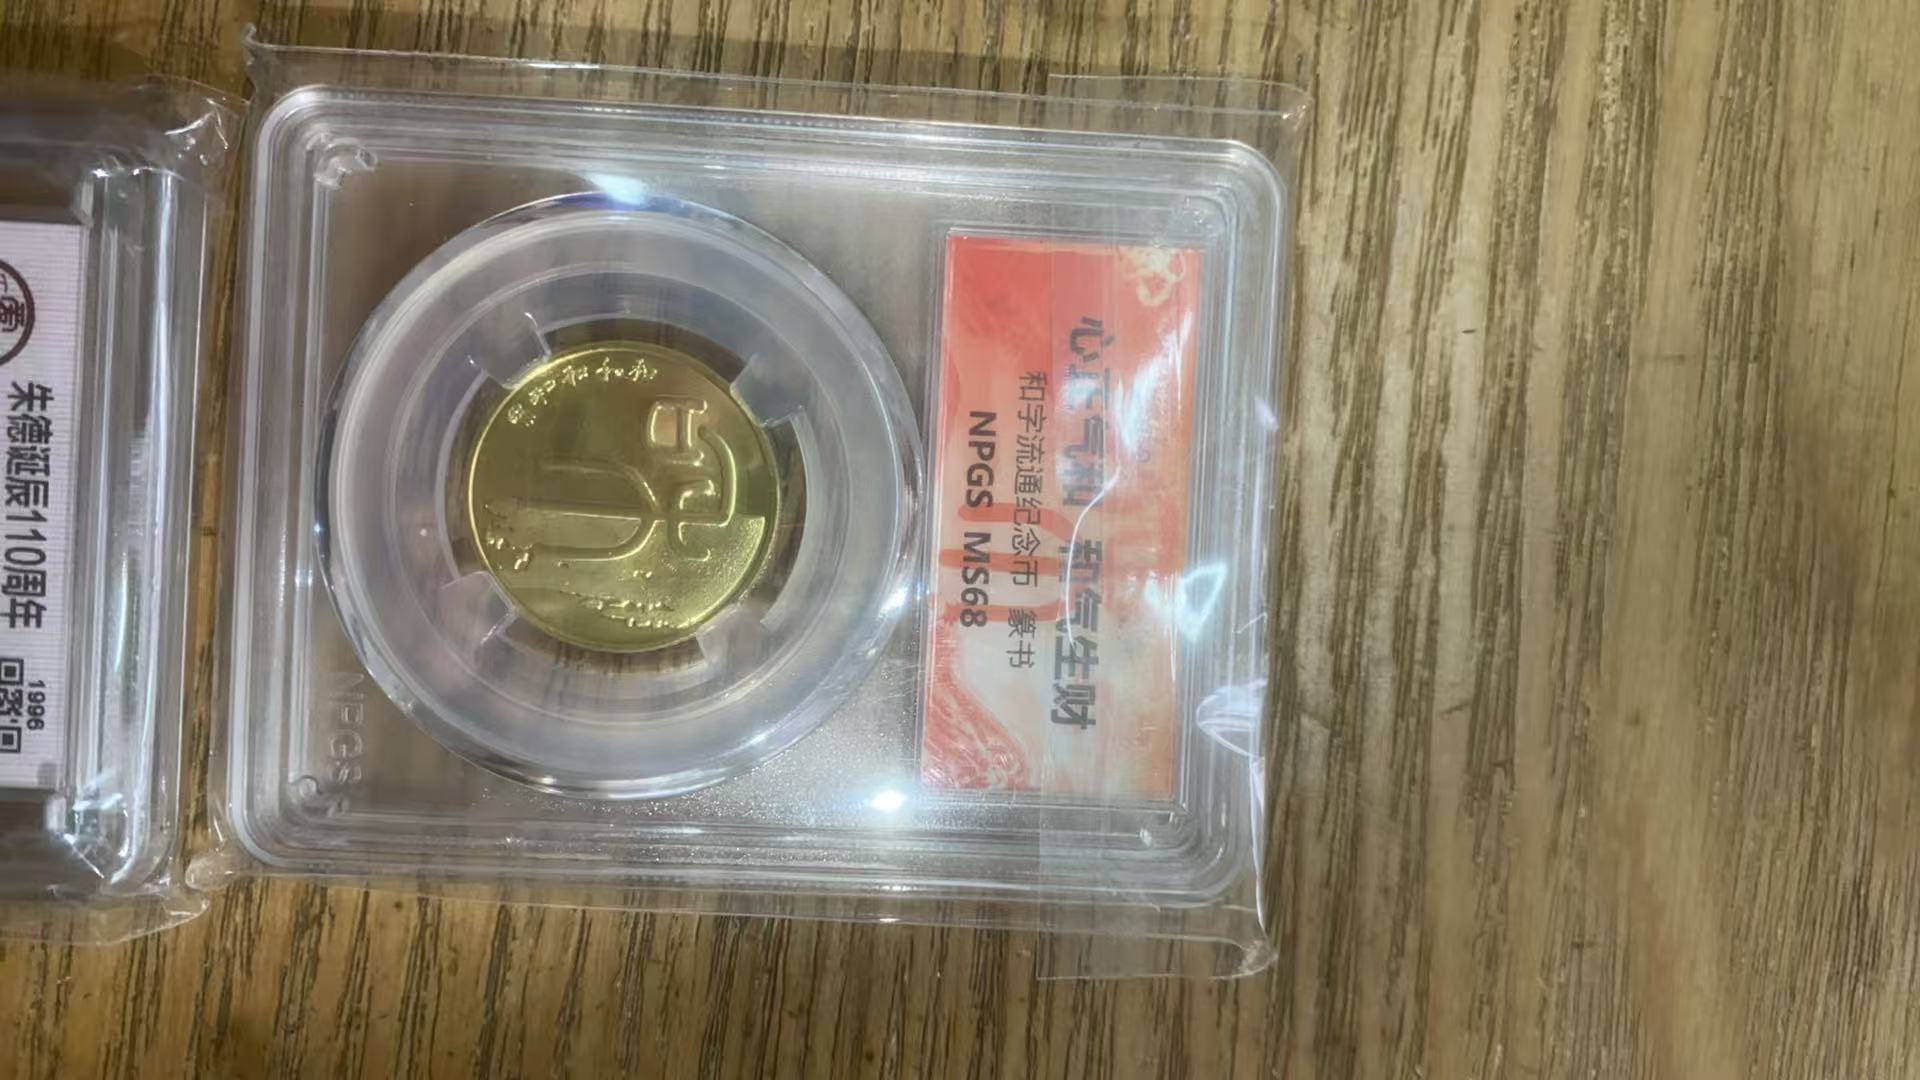 心正气和 和气生财
和字流通纪念币 篆书
NPGS MS68
NPGS
朱德诞辰110周年
1996